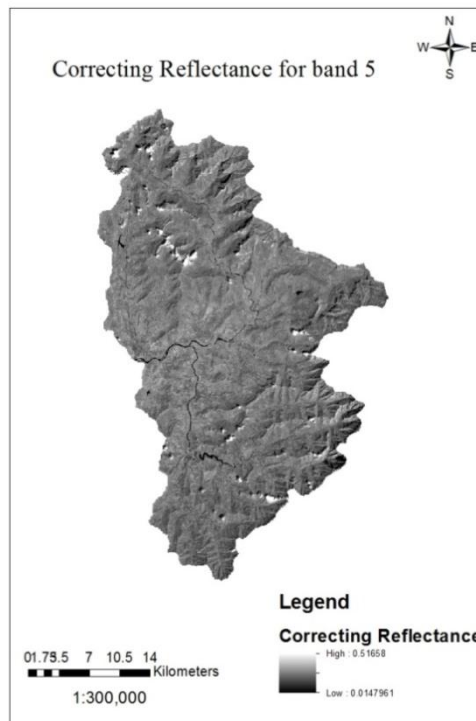 N
W E
S
Correcting Reflectance for band 5
Legend
Correcting Reflectance
High : 0.51658
Low : 0.0147961
01.753.5 7 10.5 14
Kilometers
1:300,000